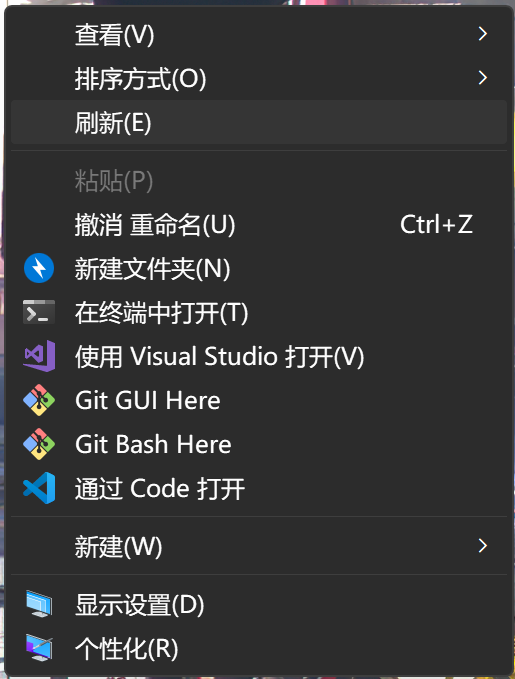 查看(V)
排序方式(O)
刷新(E)
粘贴(P)
撤消 重命名(U) Ctrl+Z
新建文件夹(N)
在终端中打开(T)
使用 Visual Studio 打开(V)
Git GUI Here
Git Bash Here
通过 Code 打开
新建(W)
显示设置(D)
个性化(R)